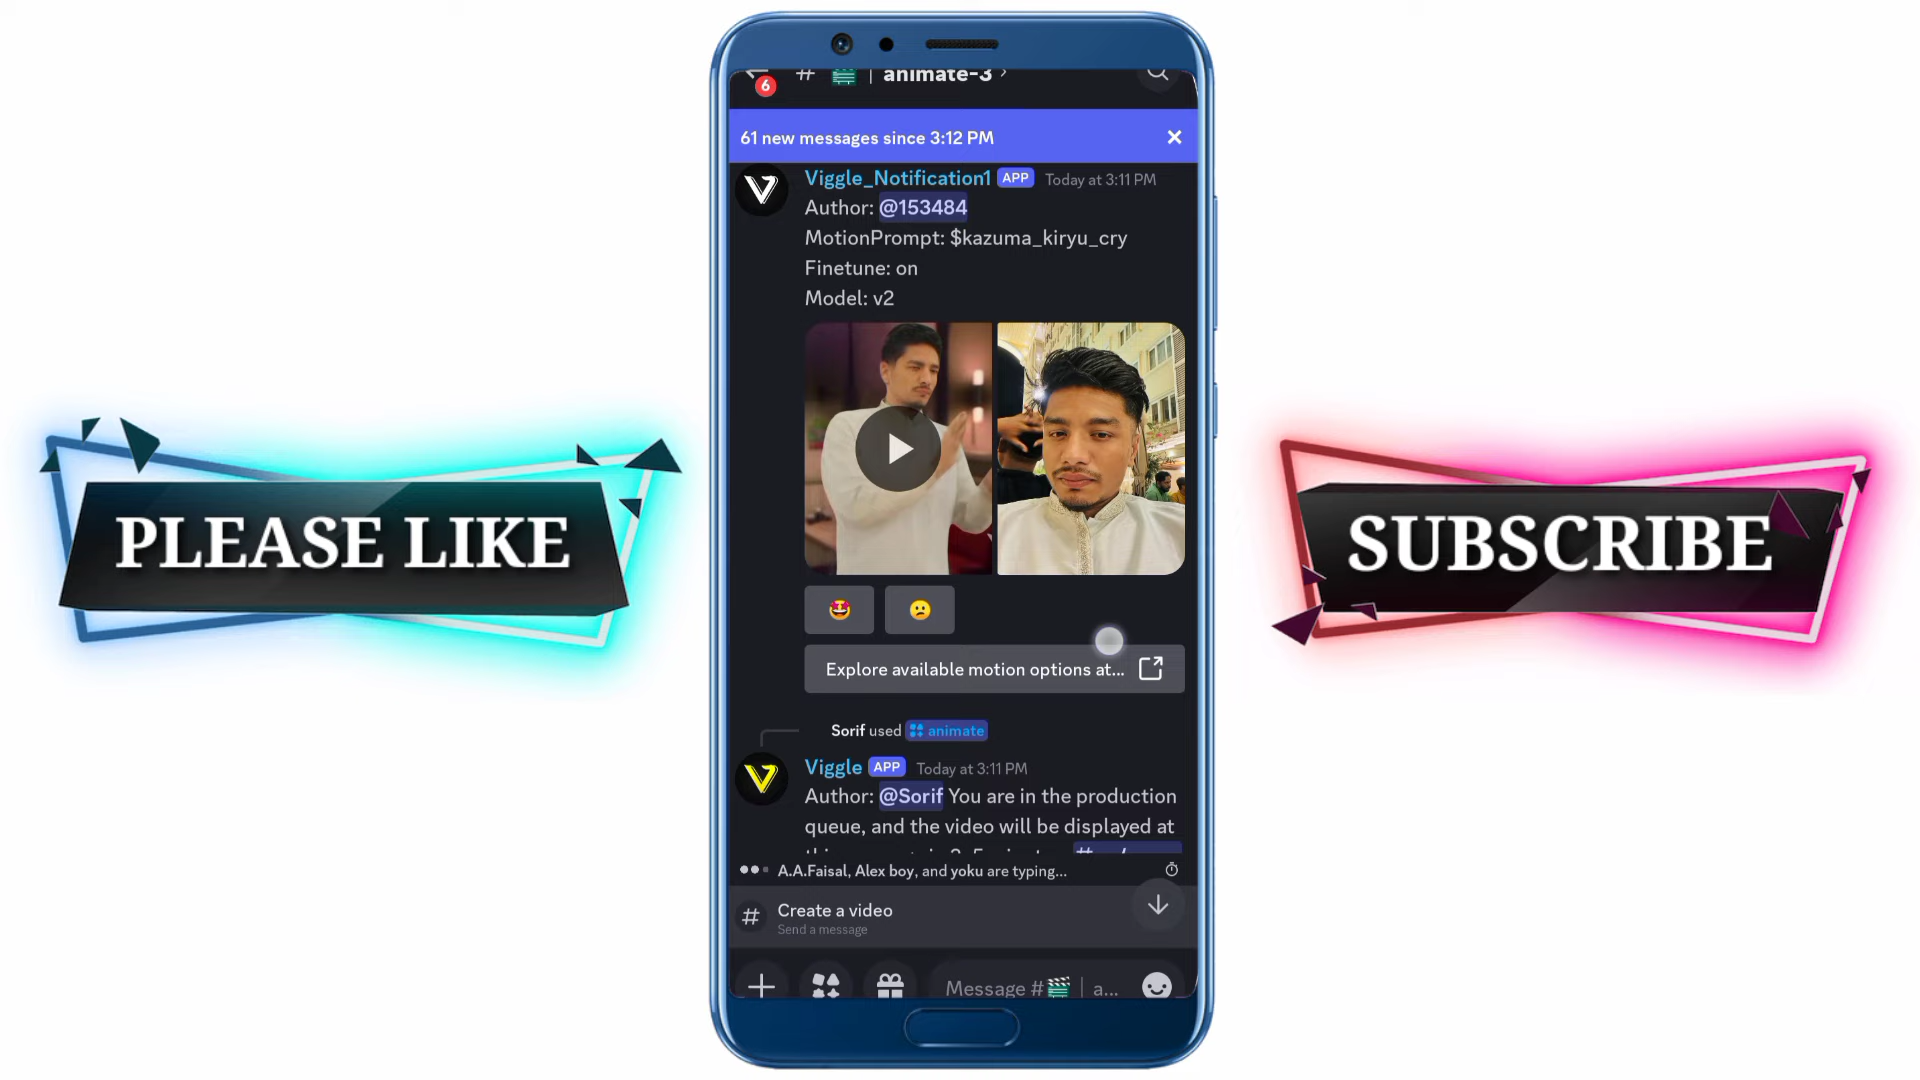 6
# | animate-3 ›
61 new messages since 3:12 PM
Viggle_Notification1 APP Today at 3:11 PM
Author: @153484
MotionPrompt: $kazuma_kiryu_cry
Finetune: on
Model: v2
Explore available motion options at...
Sorif used animate
Viggle APP Today at 3:11 PM
Author: @Sorif You are in the production
queue, and the video will be displayed at
A.A.Faisal, Alex boy, and yoku are typing...
# Create a video
Send a message
Message # | a...
PLEASE LIKE
SUBSCRIBE